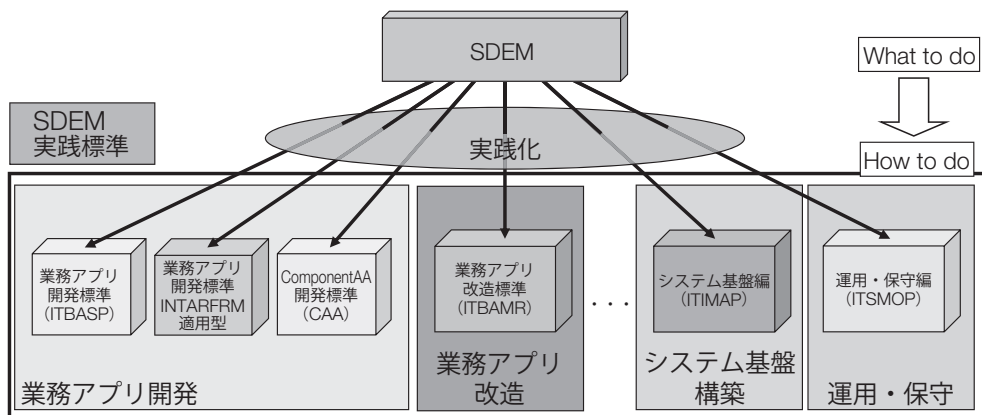 SDEM
What to do
SDEM
実践標準
実践化
How to do
業務アプリ
開発標準
(ITBASP)
業務アプリ
開発標準
INTARFRM
適用型
ComponentAA
開発標準
(CAA)
業務アプリ
改造標準
(ITBAMR)
・・・
システム基盤編
(ITIMAP)
運用・保守編
(ITSMOP)
業務アプリ開発
業務アプリ
改造
システム基盤
構築
運用・保守